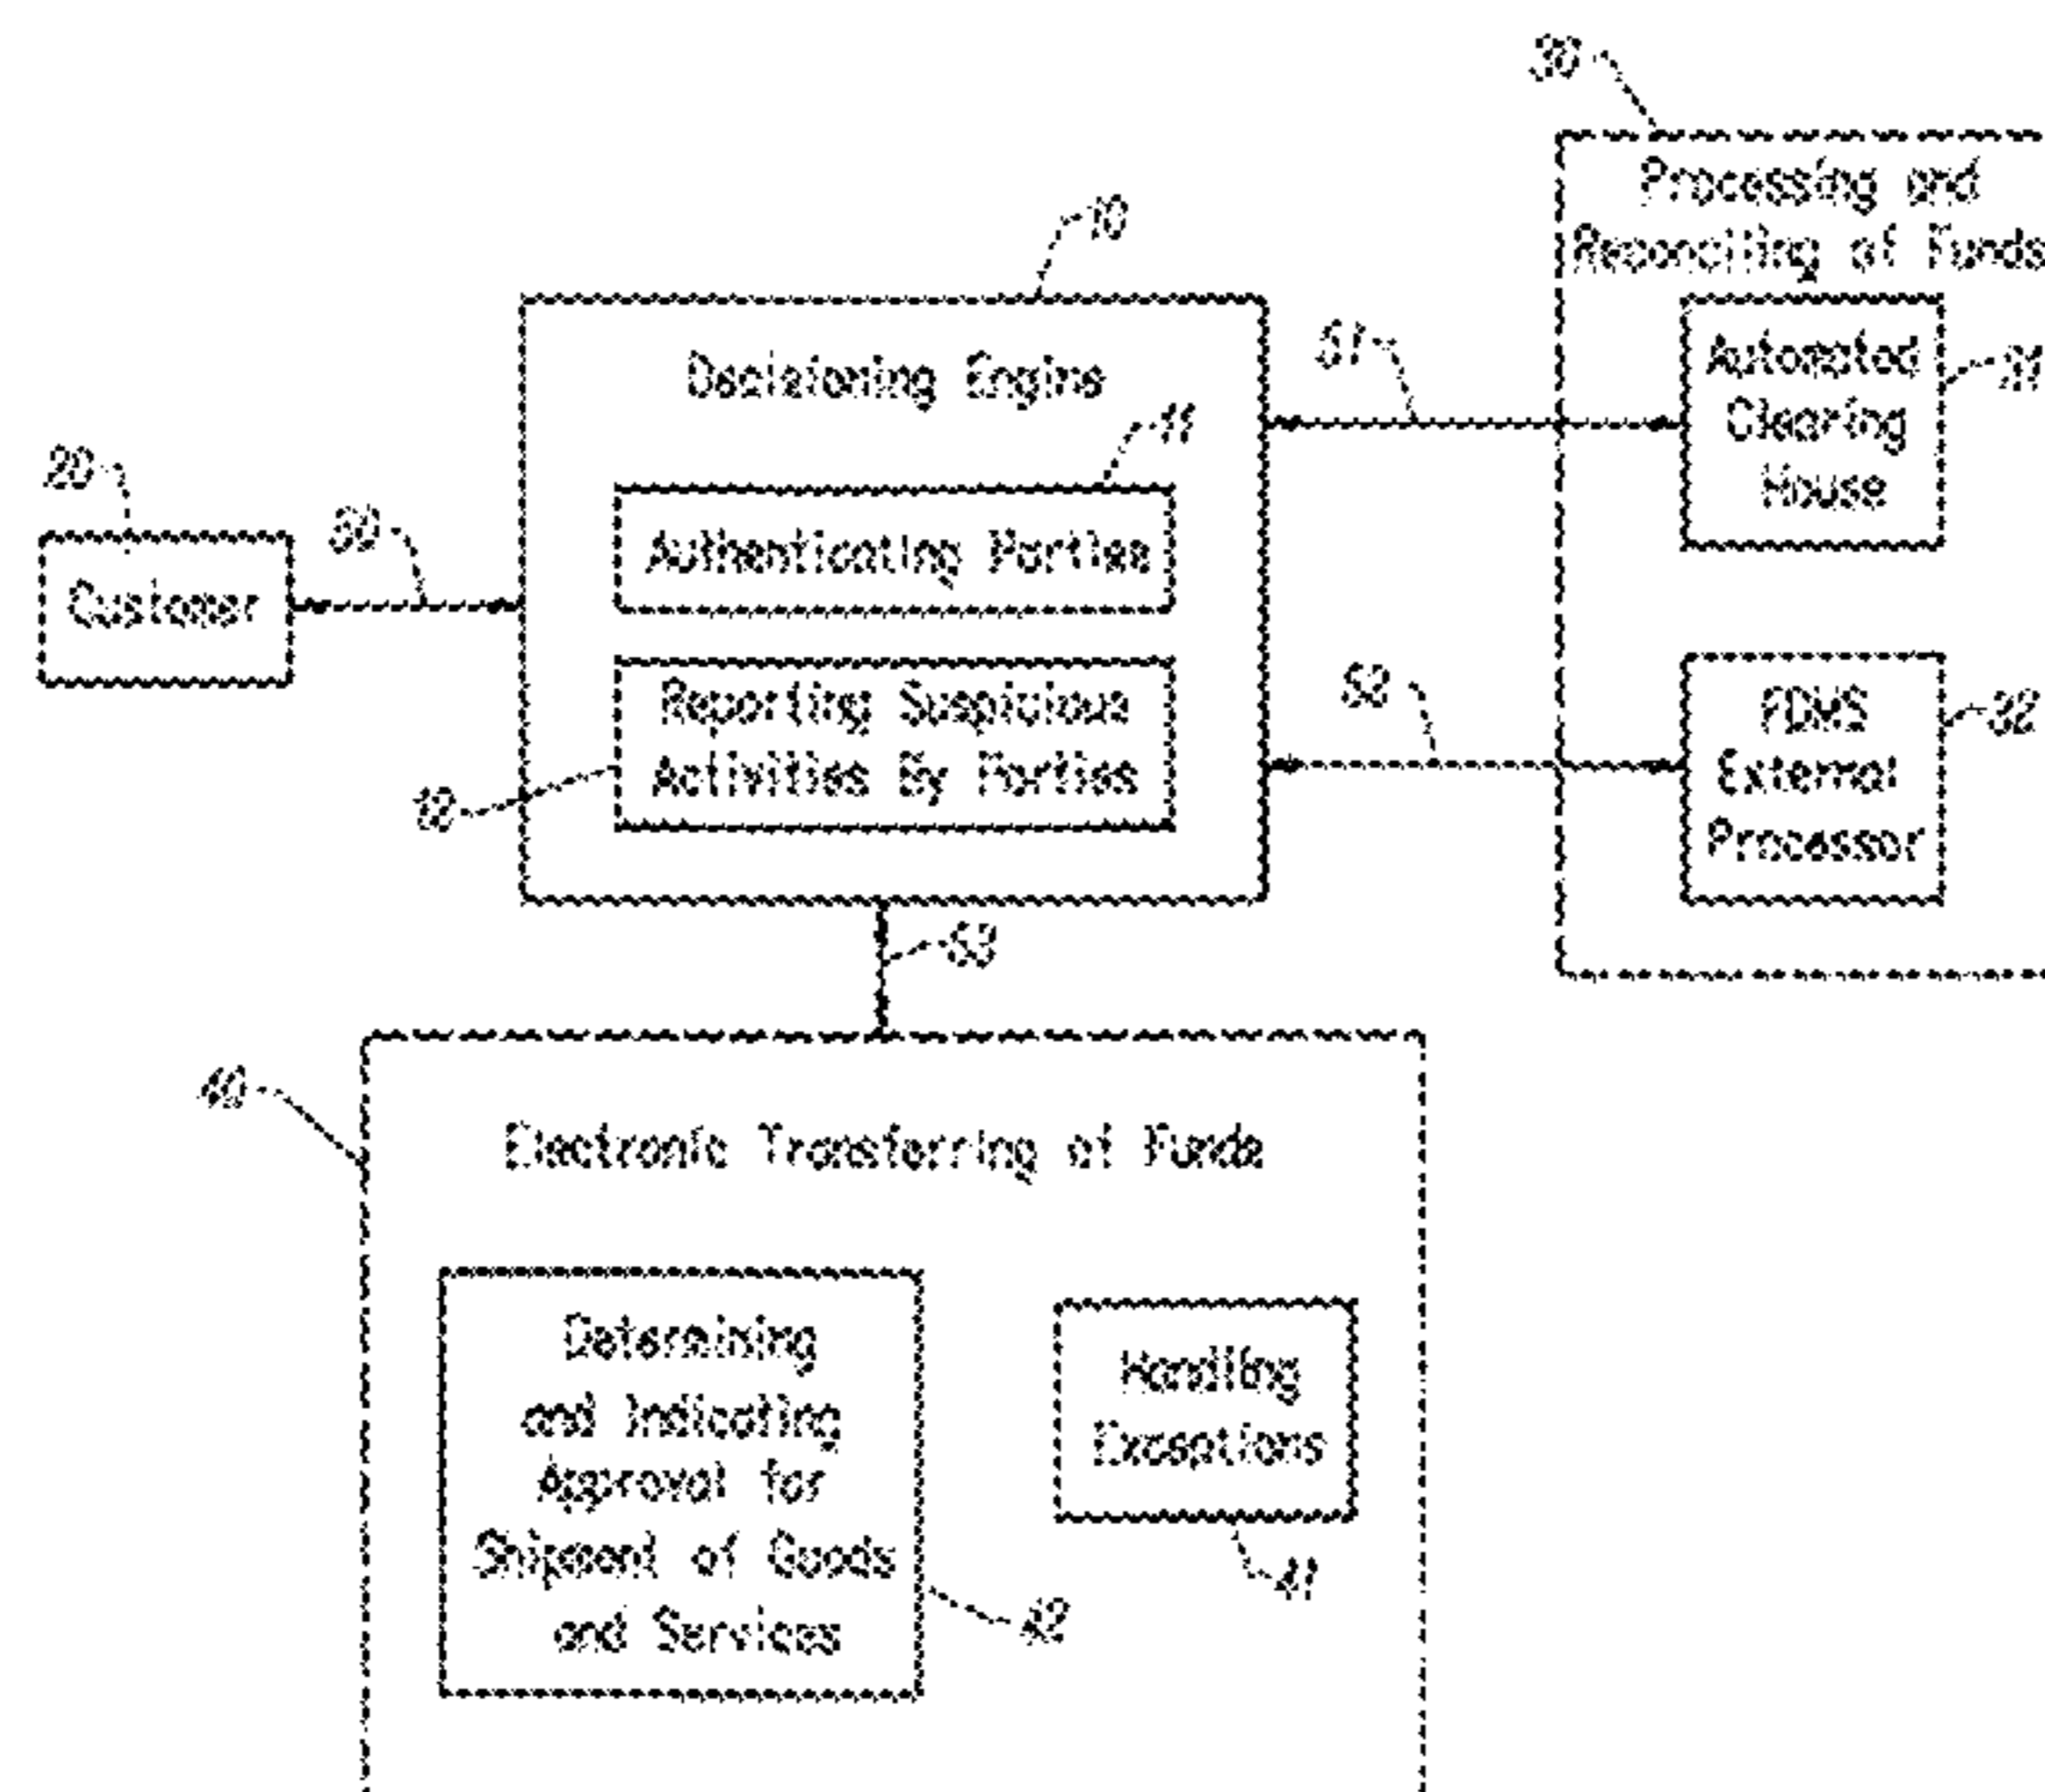 30
Processing and
Reconciling of Funds
10
Decisioning Engine
51
Automated
Clearing
House
31
11
20
50
Authenticating Parties
Customer
Reporting Suspicious
Activities By Parties
12
52
FDMS
External
Processor
32
53
40
Electronic Transferring of Funds
Determining
and Indicating
Approval for
Shipment of Goods
and Services
42
Handling
Exceptions
41